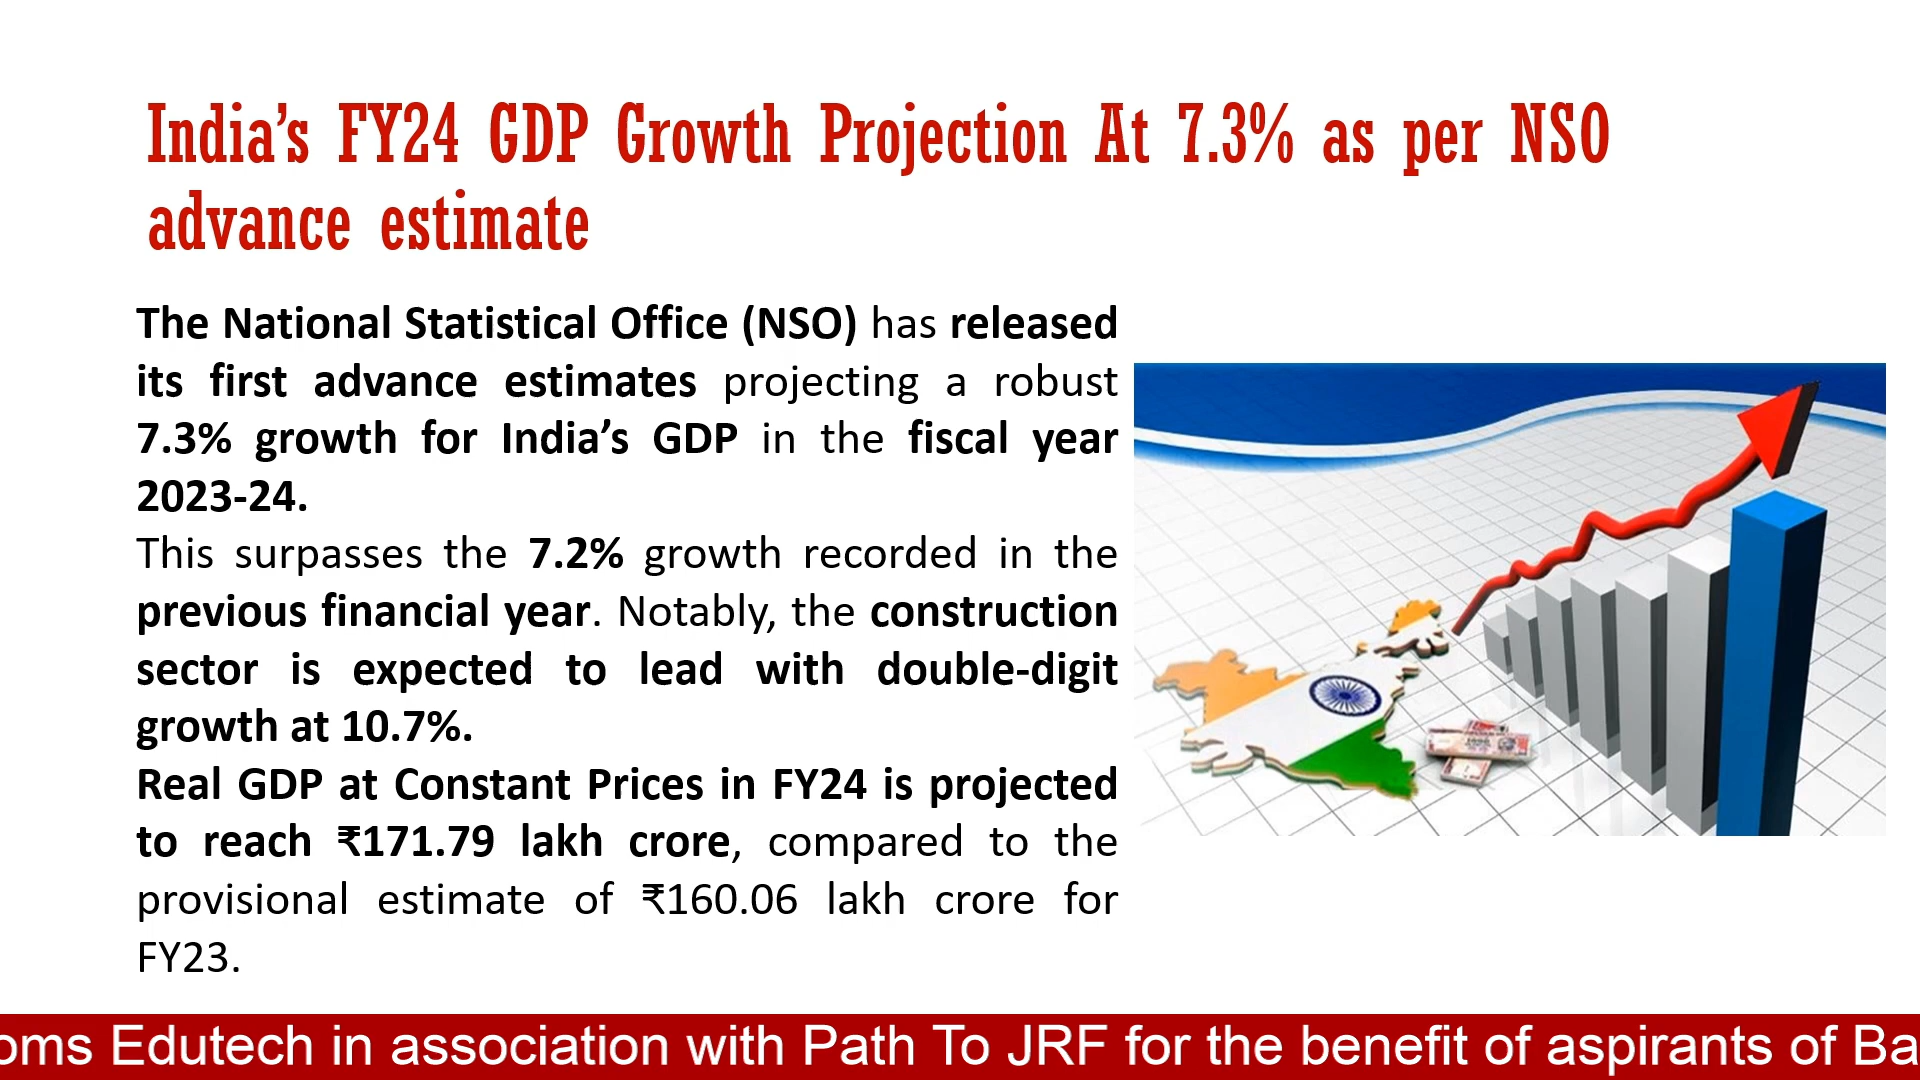 India’s FY24 GDP Growth Projection At 7.3% as per NSO
advance estimate
The National Statistical Office (NSO) has released
its first advance estimates projecting a robust
7.3% growth for India’s GDP in the fiscal year
2023-24.
This surpasses the 7.2% growth recorded in the
previous financial year. Notably, the construction
sector is expected to lead with double-digit
growth at 10.7%.
Real GDP at Constant Prices in FY24 is projected
to reach ₹171.79 lakh crore, compared to the
provisional estimate of ₹160.06 lakh crore for
FY23.
Edutech in association with Path To JRF for the benefit of aspirants of